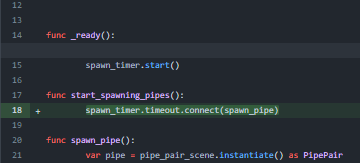 12
13
14 func _ready():
15 spawn_timer.start()
16
17 func start_spawning_pipes():
18 + spawn_timer.timeout.connect(spawn_pipe)
19
20 func spawn_pipe():
21 var pipe = pipe_pair_scene.instantiate() as PipePair